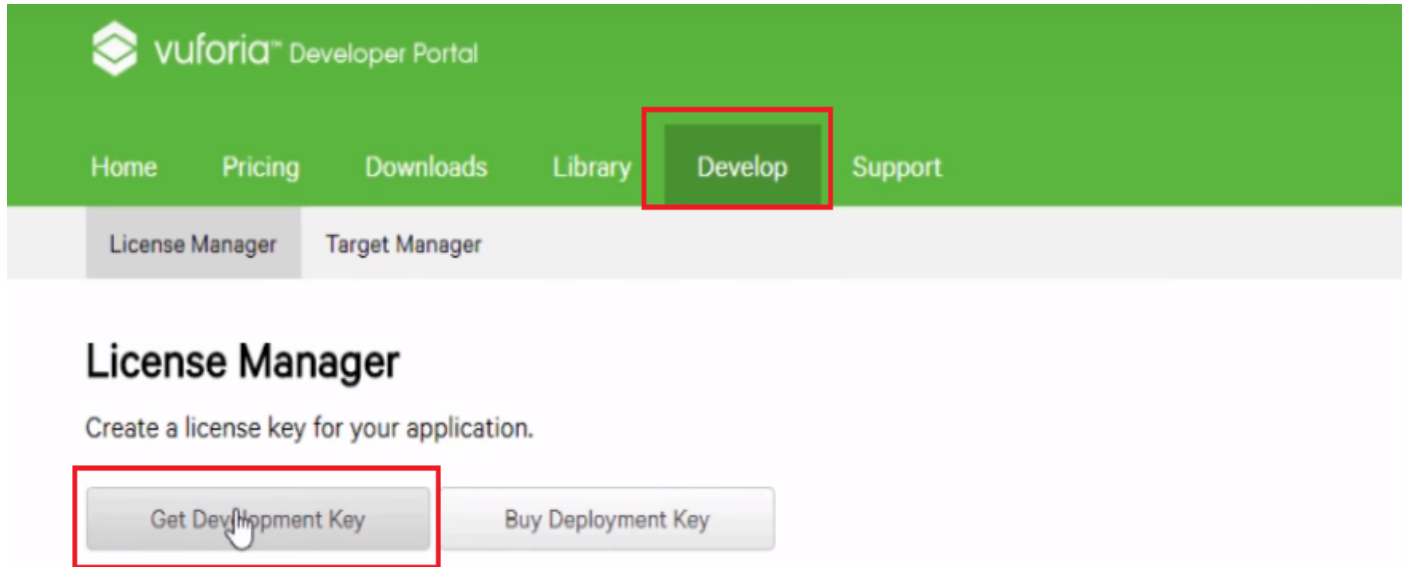 vuforia™ Developer Portal
Home Pricing Downloads Library Develop Support
License Manager Target Manager
License Manager
Create a license key for your application.
Get Development Key Buy Deployment Key